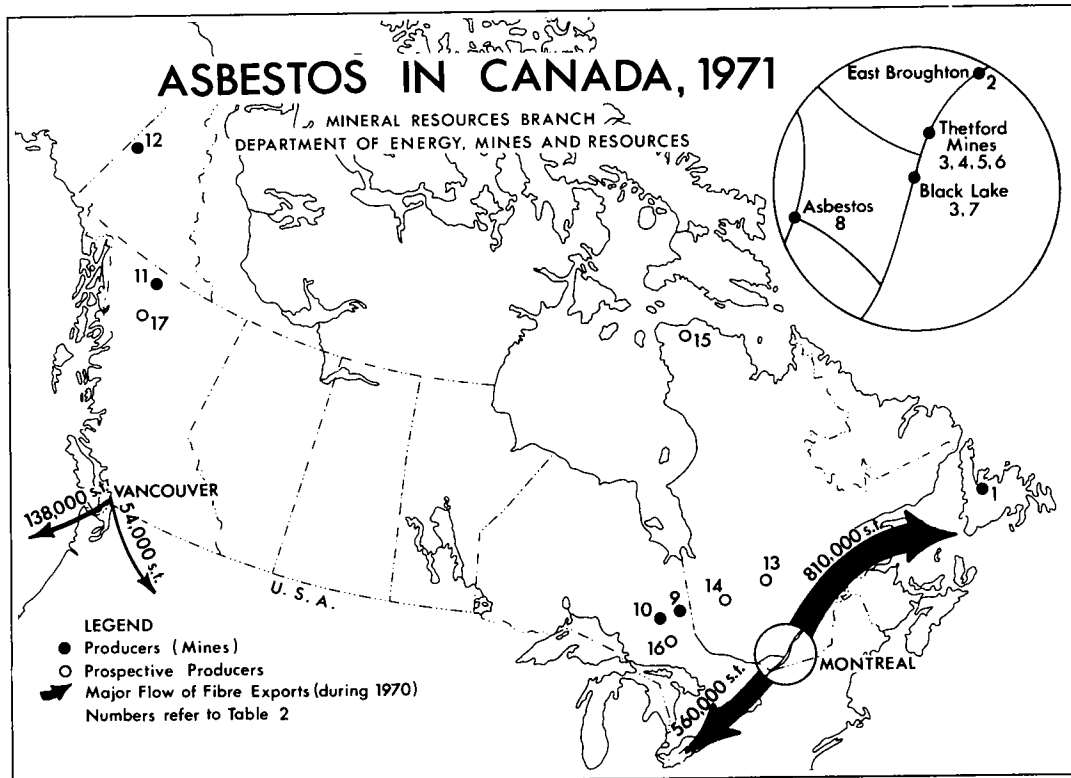 ASBESTOS IN CANADA, 1971
MINERAL RESOURCES BRANCH
DEPARTMENT OF ENERGY, MINES AND RESOURCES
East Broughton
2
Thetford
Mines
3, 4, 5, 6
Black Lake
3, 7
Asbestos
8
12
11
17
15
1
138,000 s.t.
VANCOUVER
54,000 s.t.
U.S.A.
810,000 s.t.
13
14
9
10
16
MONTREAL
560,000 s.t.
LEGEND
Producers (Mines)
Prospective Producers
Major Flow of Fibre Exports (during 1970)
Numbers refer to Table 2